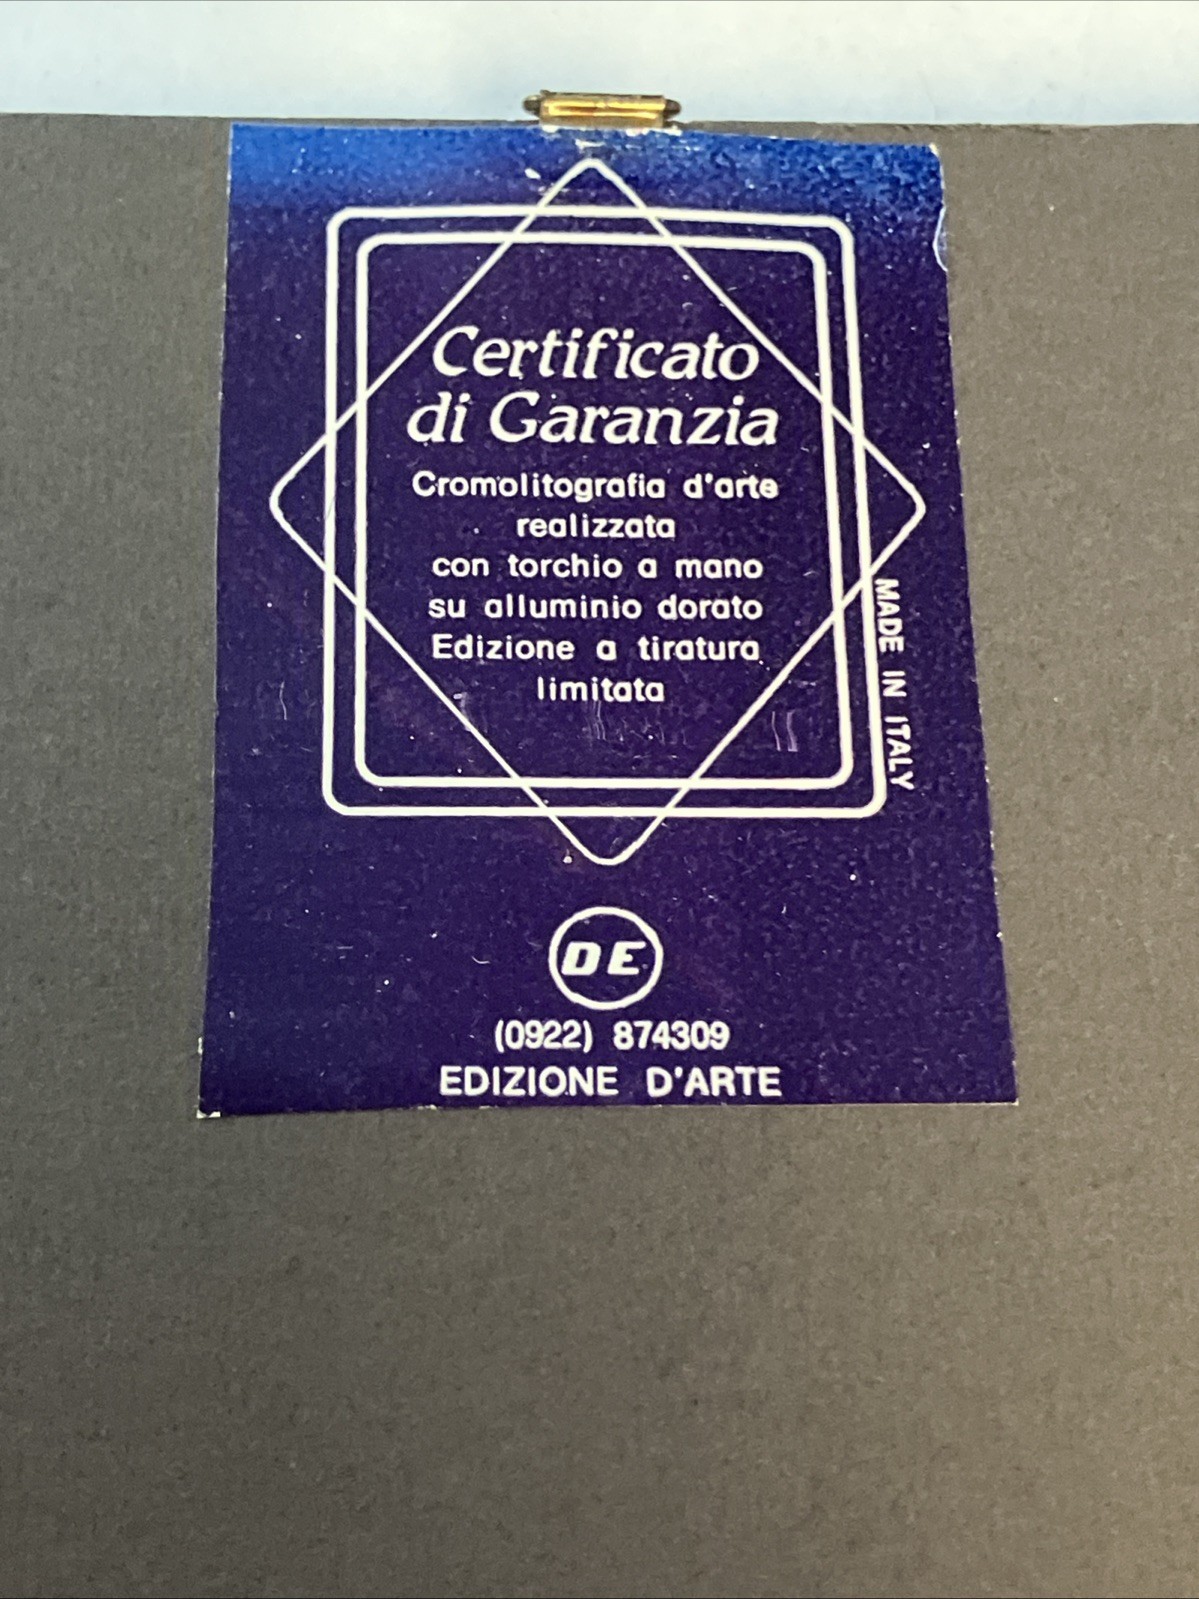 Certificato
di Garanzia
Cromolitografia d'arte
realizzata
con torchio a mano
su alluminio dorato
Edizione a tiratura
limitata
MADE IN ITALY
DE
(0922) 874309
EDIZIONE D'ARTE